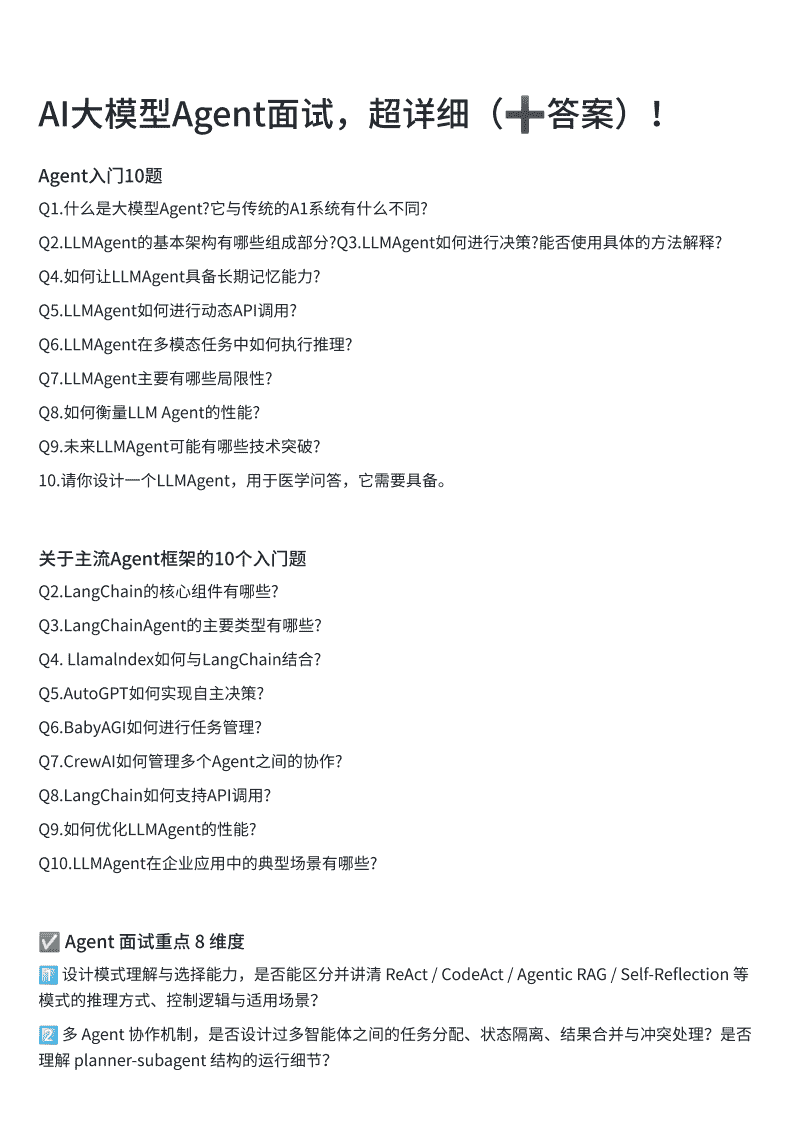 AI大模型Agent面试，超详细（➕答案）！
Agent入门10题
Q1.什么是大模型Agent?它与传统的A1系统有什么不同?
Q2.LLMAgent的基本架构有哪些组成部分?Q3.LLMAgent如何进行决策?能否使用具体的方法解释?
Q4.如何让LLMAgent具备长期记忆能力?
Q5.LLMAgent如何进行动态API调用?
Q6.LLMAgent在多模态任务中如何执行推理?
Q7.LLMAgent主要有哪些局限性?
Q8.如何衡量LLM Agent的性能?
Q9.未来LLMAgent可能有哪些技术突破?
10.请你设计一个LLMAgent，用于医学问答，它需要具备。
关于主流Agent框架的10个入门题
Q2.LangChain的核心组件有哪些?
Q3.LangChainAgent的主要类型有哪些?
Q4. Llamalndex如何与LangChain结合?
Q5.AutoGPT如何实现自主决策?
Q6.BabyAGI如何进行任务管理?
Q7.CrewAI如何管理多个Agent之间的协作?
Q8.LangChain如何支持API调用?
Q9.如何优化LLMAgent的性能?
Q10.LLMAgent在企业应用中的典型场景有哪些?
☑️ Agent 面试重点 8 维度
1️⃣ 设计模式理解与选择能力，是否能区分并讲清 ReAct / CodeAct / Agentic RAG / Self-Reflection 等
模式的推理方式、控制逻辑与适用场景？
2️⃣ 多 Agent 协作机制，是否设计过多智能体之间的任务分配、状态隔离、结果合并与冲突处理？是否
理解 planner-subagent 结构的运行细节？